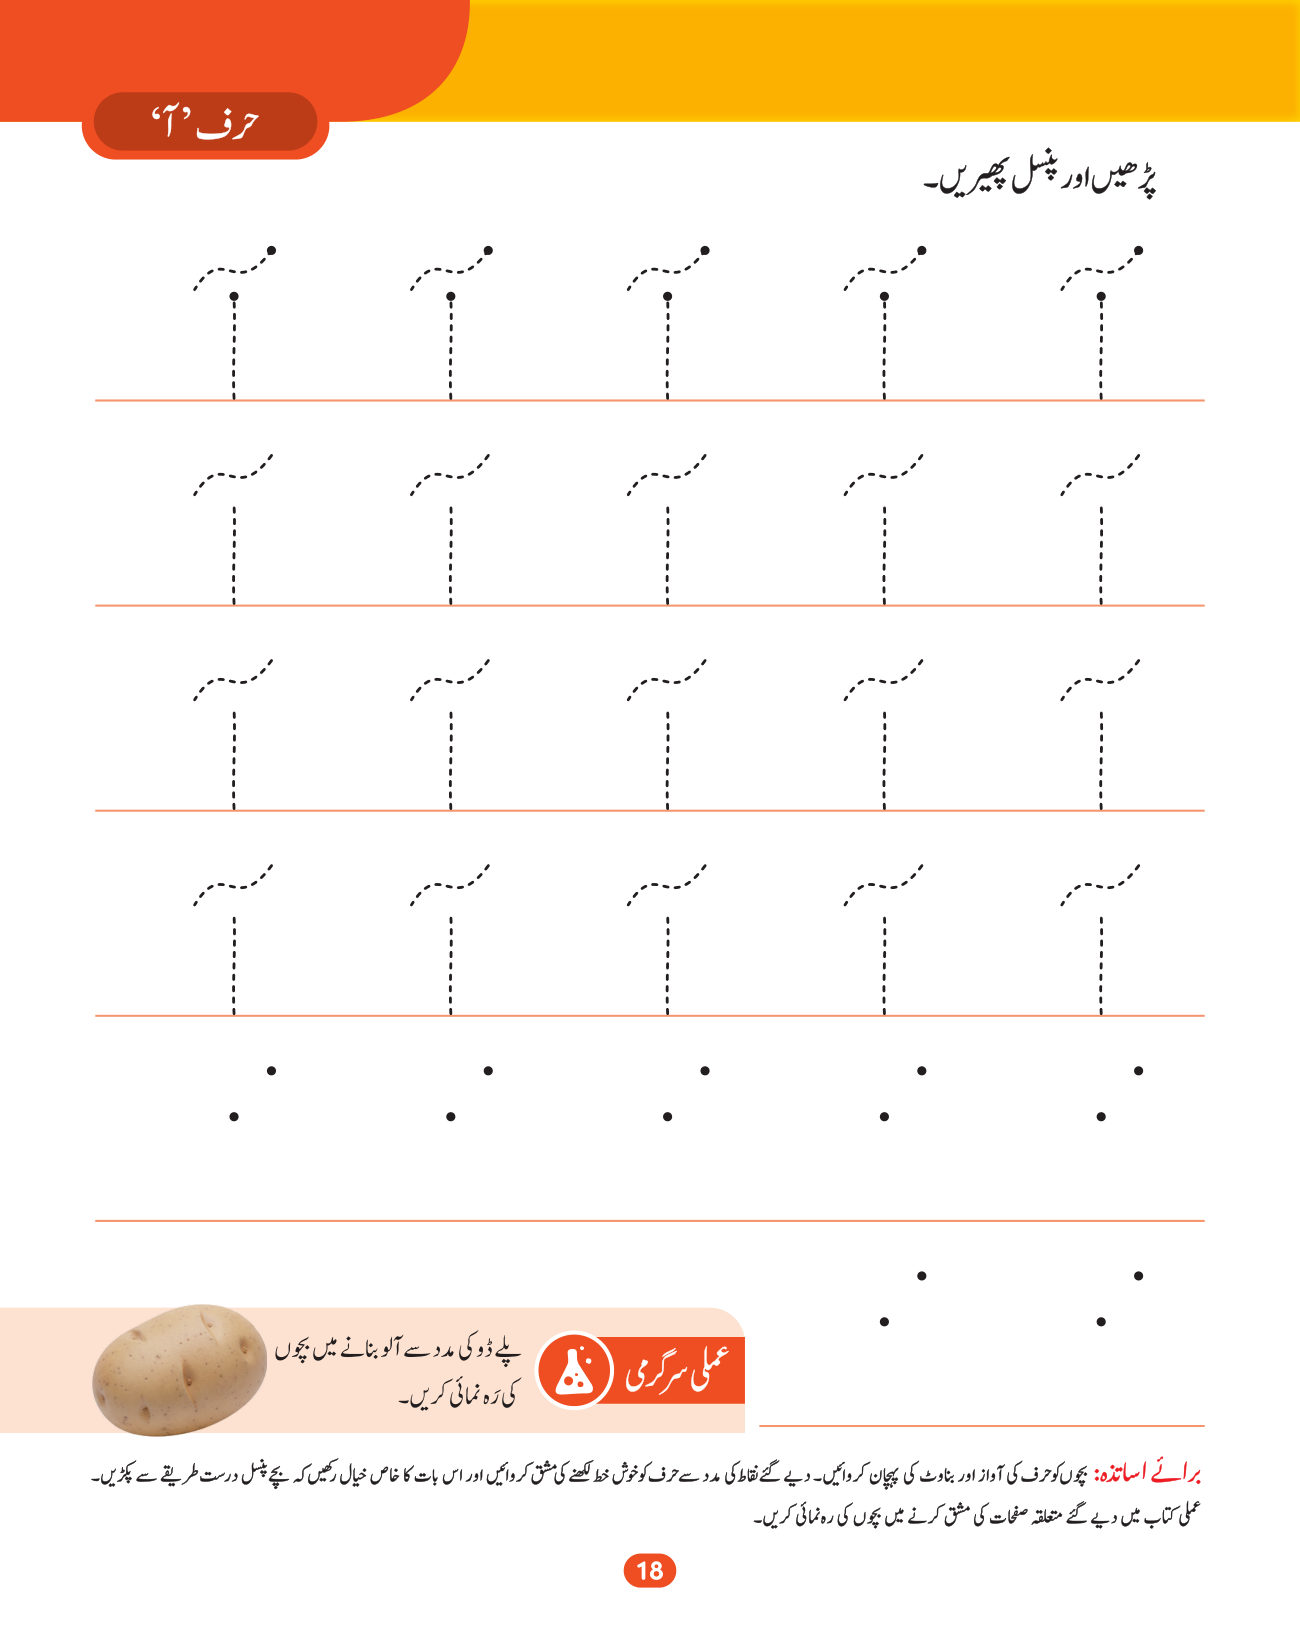 حرف ’آ‘
پڑھیں اور پنسل پھیریں۔
عملی سرگرمی
پلے ڈو کی مدد سے آلو بنانے میں بچوں
کی رَہ نمائی کریں۔
برائے اساتذہ: بچوں کو حرف کی آواز اور بناوٹ کی پہچان کروائیں۔ دیے گئے نقاط کی مدد سے حرف کو خوش خط لکھنے کی مشق کروائیں اور اس بات کا خاص خیال رکھیں کہ بچے پنسل درست طریقے سے پکڑیں۔
عملی کتاب میں دیے گئے متعلقہ صفحات کی مشق کرنے میں بچوں کی رہ نمائی کریں۔
18